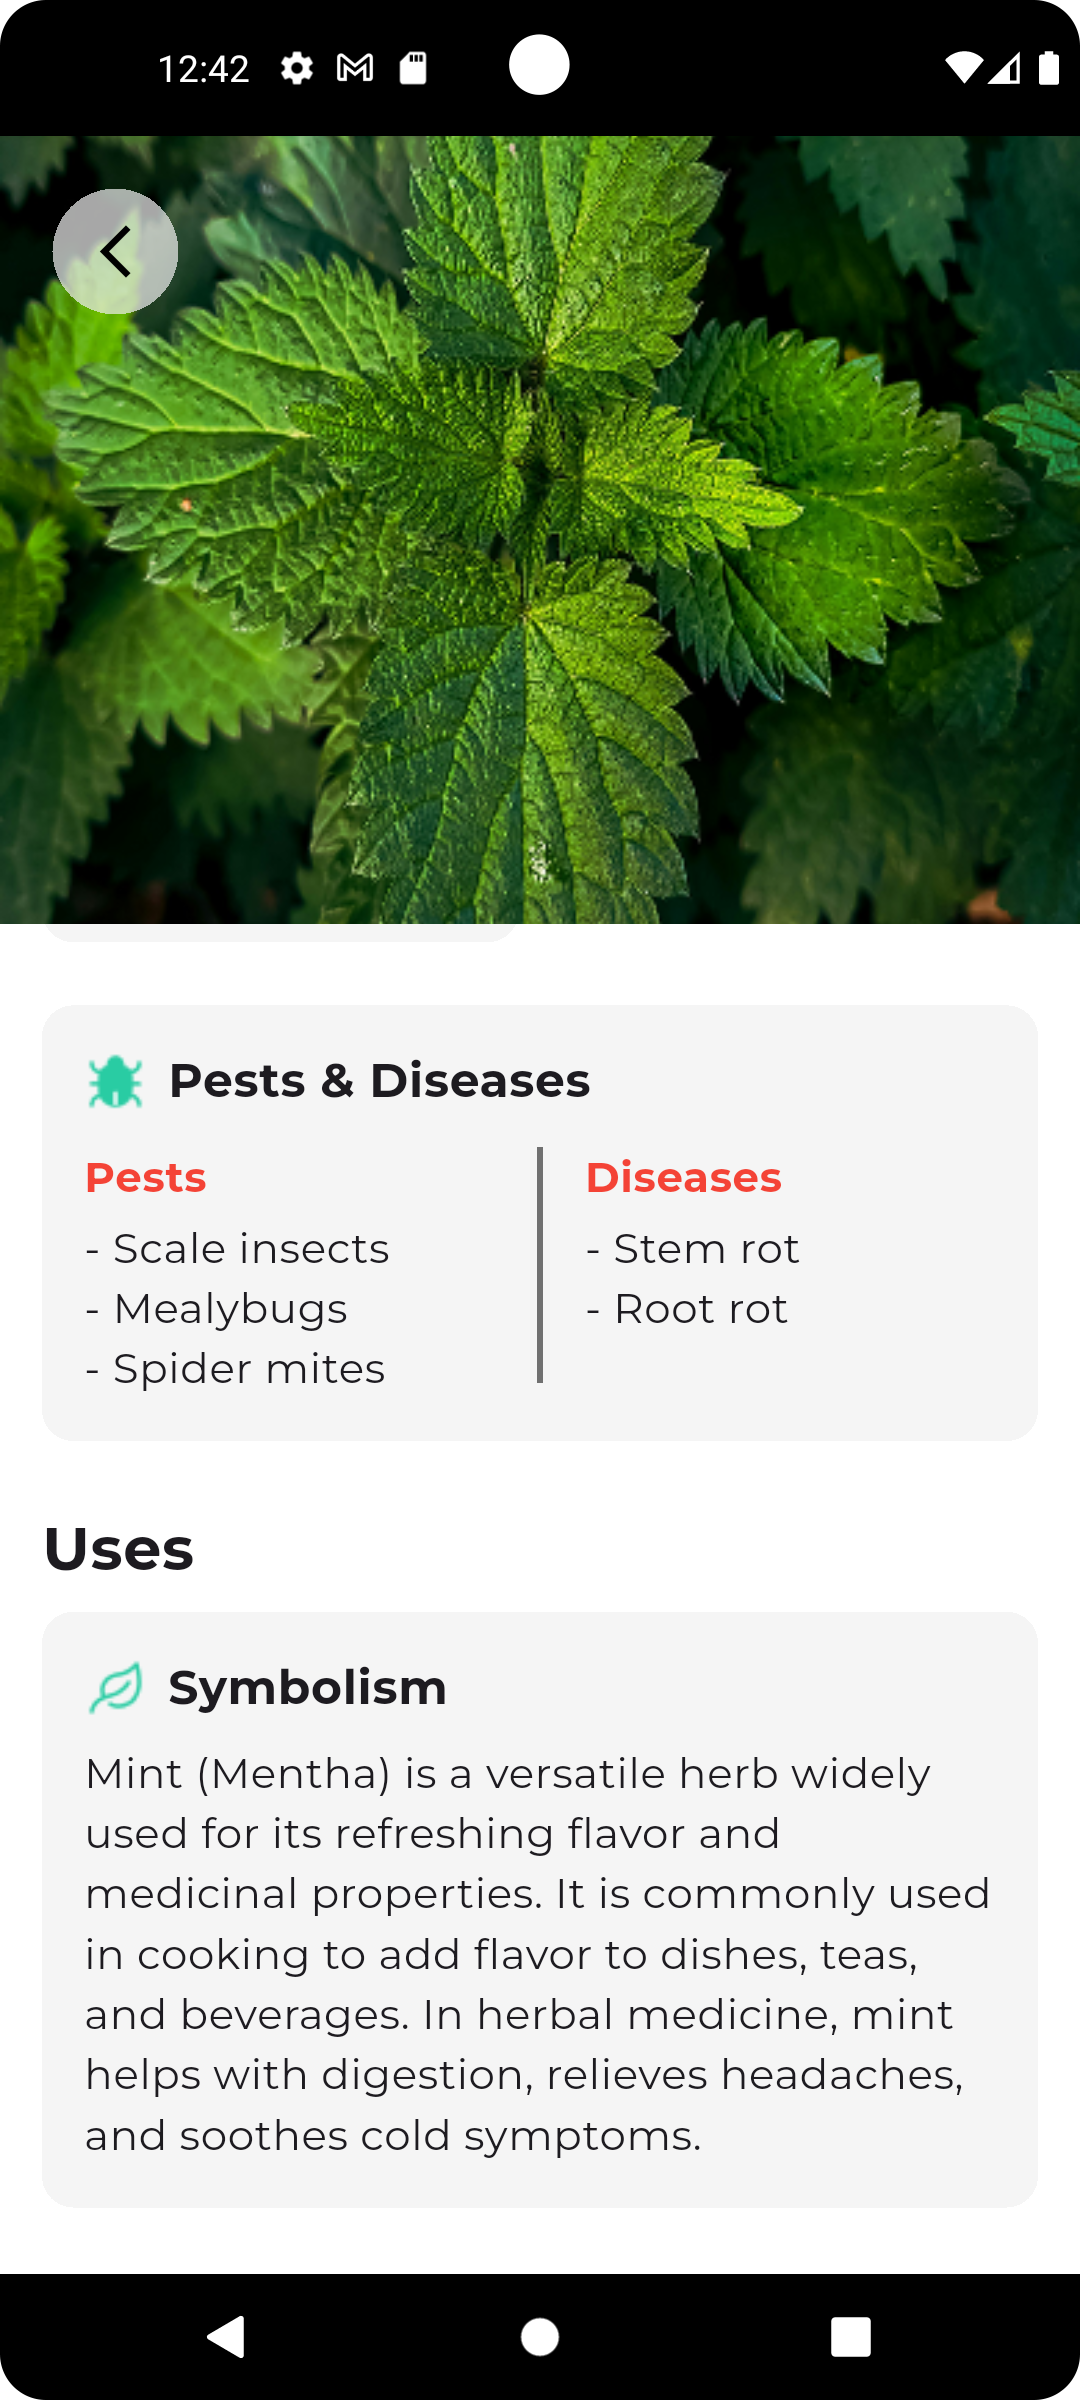 12:42
Pests & Diseases
Pests
- Scale insects
- Mealybugs
- Spider mites
Diseases
- Stem rot
- Root rot
Uses
Symbolism
Mint (Mentha) is a versatile herb widely
used for its refreshing flavor and
medicinal properties. It is commonly used
in cooking to add flavor to dishes, teas,
and beverages. In herbal medicine, mint
helps with digestion, relieves headaches,
and soothes cold symptoms.